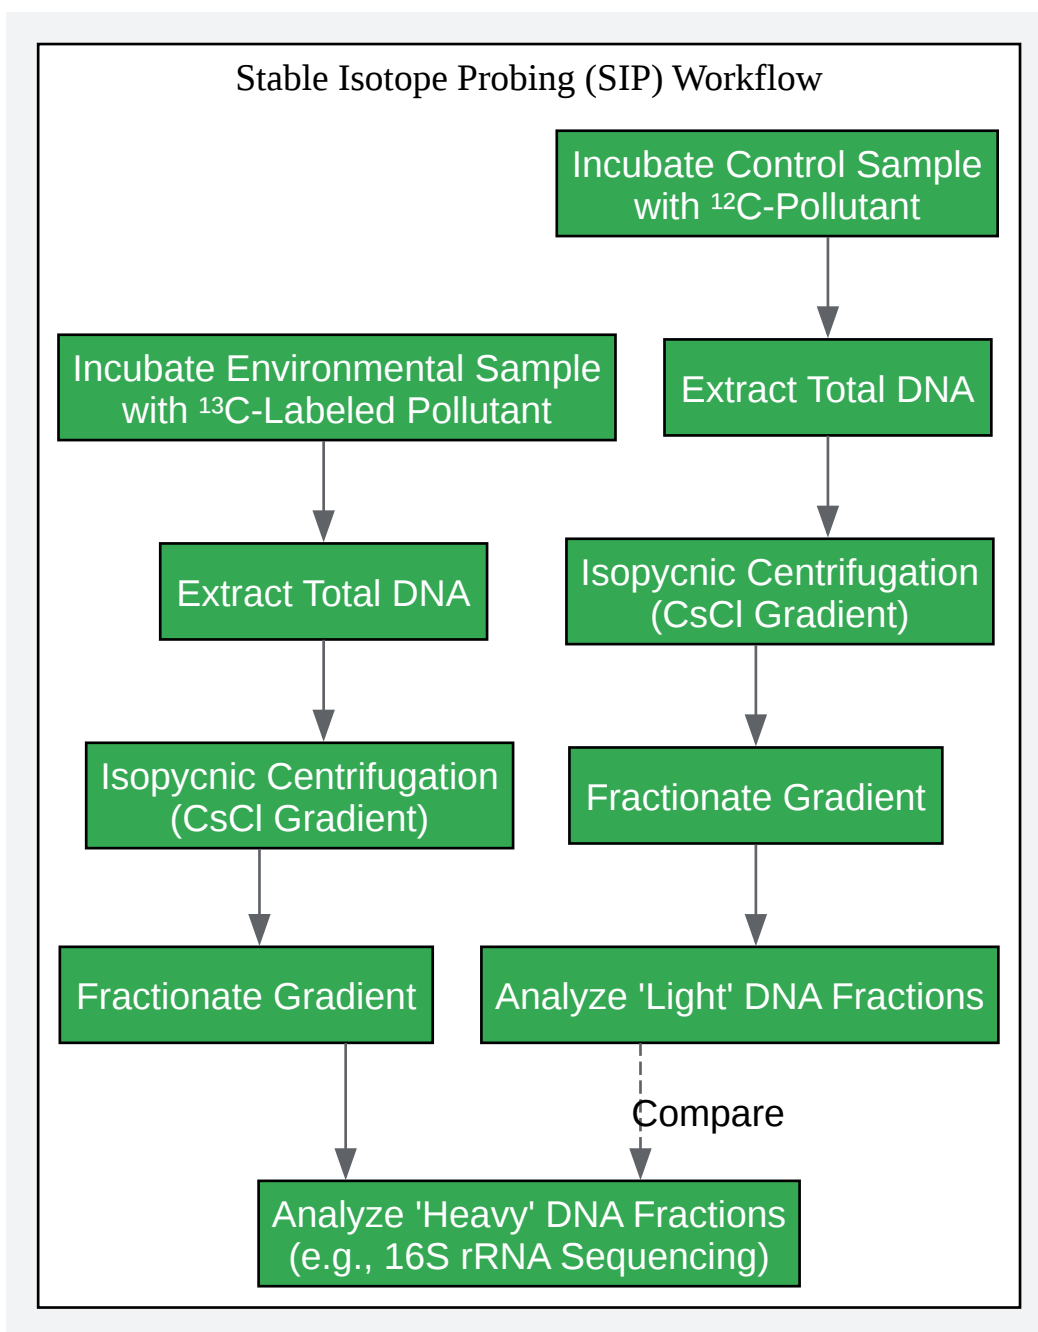 Stable Isotope Probing (SIP) Workflow
Incubate Control Sample
with ¹²C-Pollutant
Incubate Environmental Sample
with ¹³C-Labeled Pollutant
Extract Total DNA
Isopycnic Centrifugation
(CsCl Gradient)
Extract Total DNA
Isopycnic Centrifugation
(CsCl Gradient)
Fractionate Gradient
Fractionate Gradient
Analyze 'Light' DNA Fractions
Compare
Analyze 'Heavy' DNA Fractions
(e.g., 16S rRNA Sequencing)